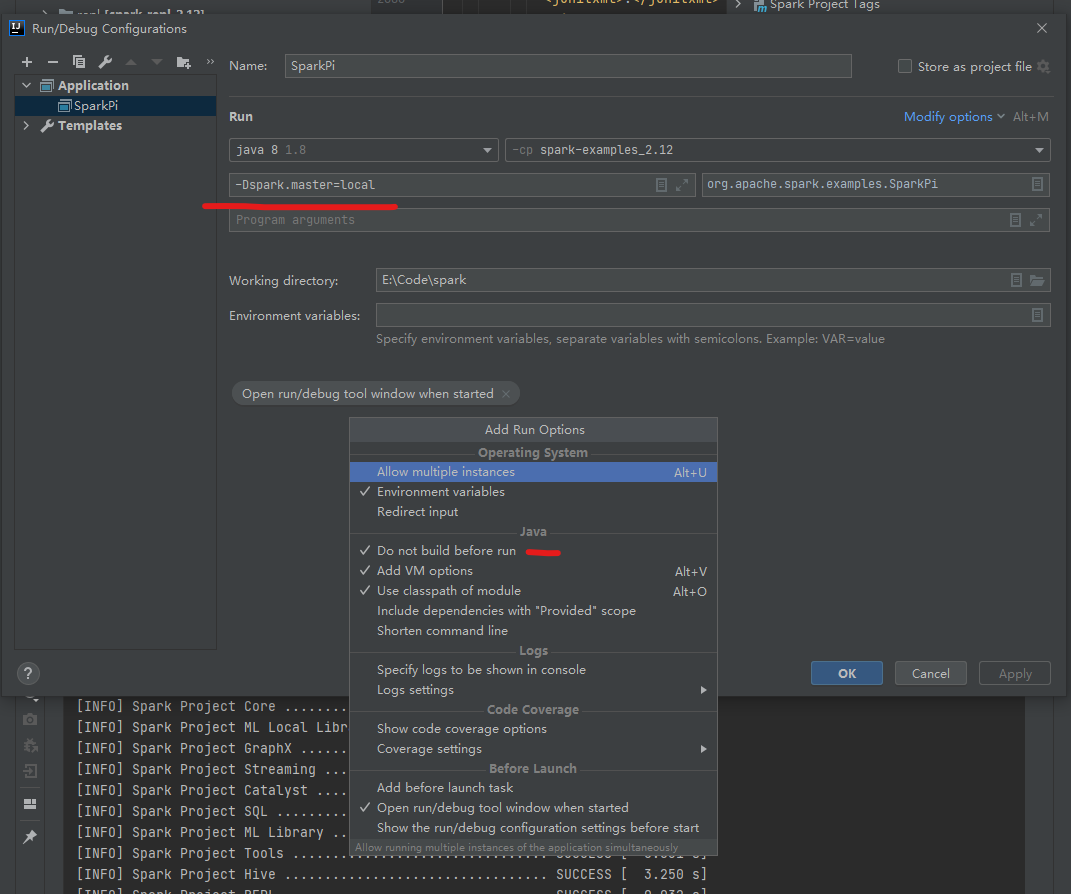 <junitxml>.</junitxml>
Spark Project Tags
Run/Debug Configurations
Name:
SparkPi
Store as project file
Application
SparkPi
Templates
Run
Modify options
Alt+M
java 8 1.8
-cp spark-examples_2.12
-Dspark.master=local
org.apache.spark.examples.SparkPi
Program arguments
Working directory:
E:\Code\spark
Environment variables:
Specify environment variables, separate variables with semicolons. Example: VAR=value
Open run/debug tool window when started
Add Run Options
Operating System
Allow multiple instances Alt+U
Environment variables
Redirect input
Java
Do not build before run
Add VM options Alt+V
Use classpath of module Alt+O
Include dependencies with "Provided" scope
Shorten command line
Logs
Specify logs to be shown in console
Logs settings
Code Coverage
Show code coverage options
Coverage settings
Before Launch
Add before launch task
Open run/debug tool window when started
Show the run/debug configuration settings before start
Allow running multiple instances of the application simultaneously
?
OK
Cancel
Apply
[INFO] Spark Project Core ........
[INFO] Spark Project ML Local Libr
[INFO] Spark Project GraphX ......
[INFO] Spark Project Streaming ...
[INFO] Spark Project Catalyst ....
[INFO] Spark Project SQL .........
[INFO] Spark Project ML Library ..
[INFO] Spark Project Tools
[INFO] Spark Project Hive ................................ SUCCESS [  3.250 s]